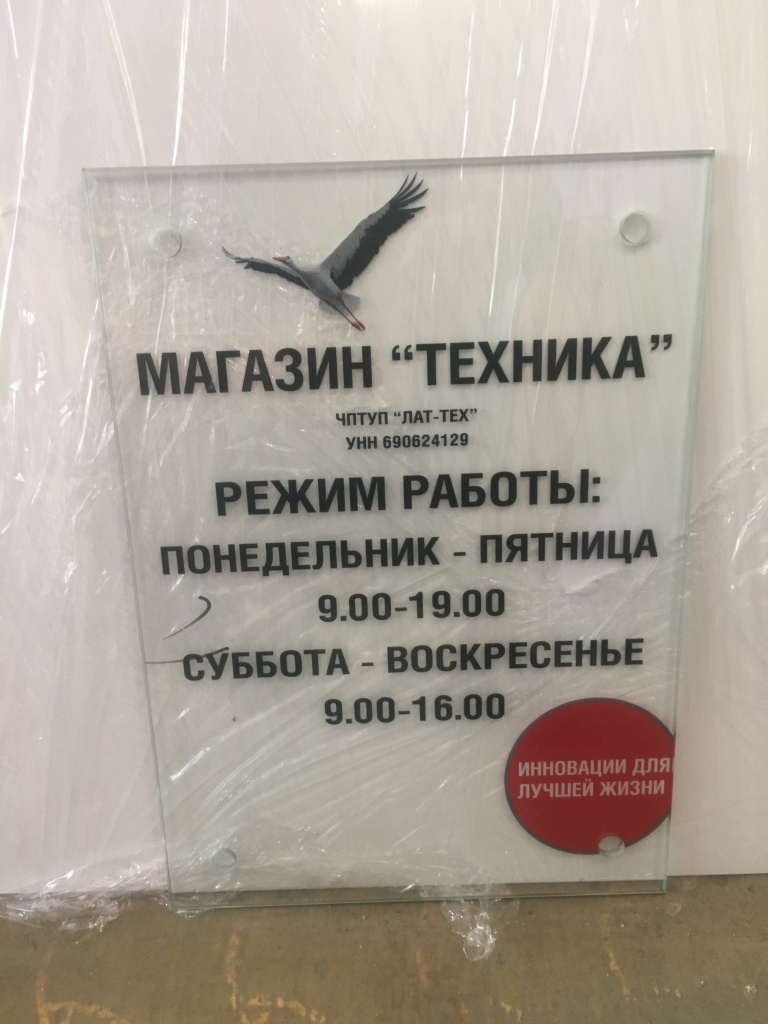 МАГАЗИН “ТЕХНИКА”
ЧПТУП “ЛАТ-ТЕХ”
УНН 690624129
РЕЖИМ РАБОТЫ:
ПОНЕДЕЛЬНИК - ПЯТНИЦА
9.00-19.00
СУББОТА - ВОСКРЕСЕНЬЕ
9.00-16.00
ИННОВАЦИИ ДЛЯ
ЛУЧШЕЙ ЖИЗНИ